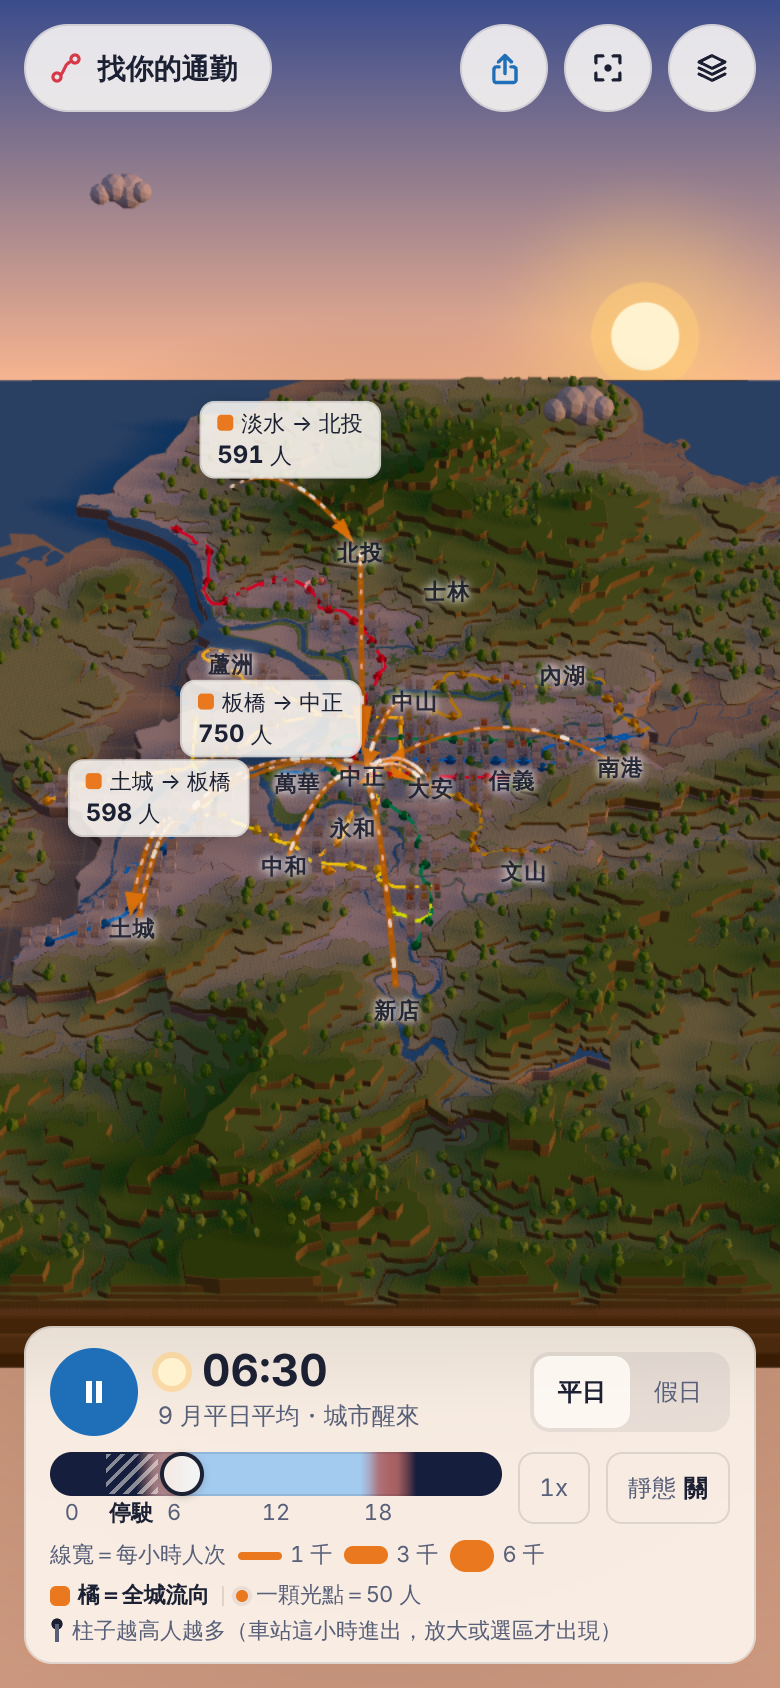 找你的通勤
淡水 → 北投
591 人
北投
士林
蘆洲
內湖
板橋 → 中正
750 人
中山
土城 → 板橋
598 人
萬華
中正
大安
信義
南港
永和
中和
文山
土城
新店
06:30
9 月平日平均・城市醒來
平日
假日
0
停駛
6
12
18
1x
靜態 關
線寬＝每小時人次 1 千 3 千 6 千
橘＝全城流向 一顆光點＝50 人
柱子越高人越多（車站這小時進出，放大或選區才出現）